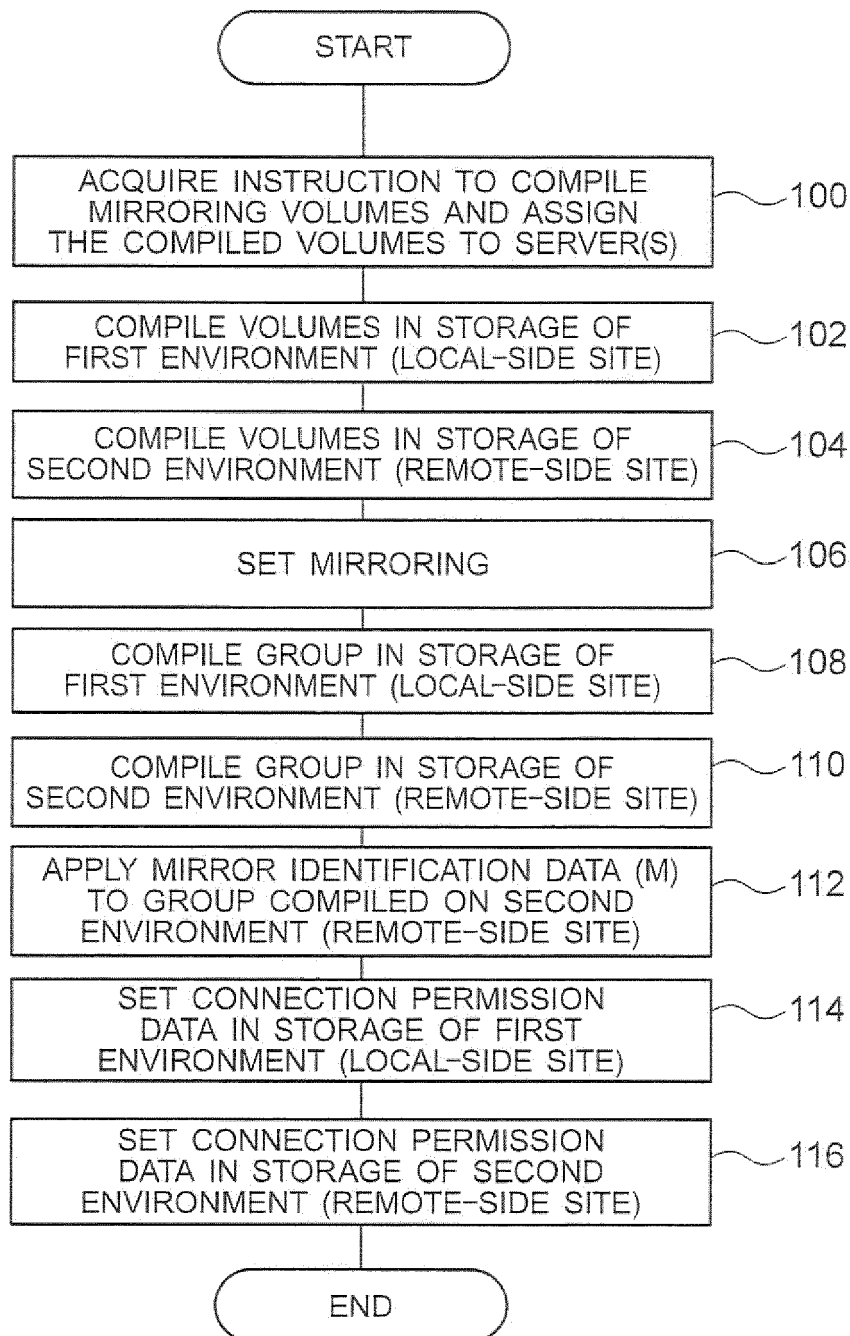 START
ACQUIRE INSTRUCTION TO COMPILE
MIRRORING VOLUMES AND ASSIGN
THE COMPILED VOLUMES TO SERVER(S)
100
COMPILE VOLUMES IN STORAGE OF
FIRST ENVIRONMENT (LOCAL-SIDE SITE)
102
COMPILE VOLUMES IN STORAGE OF
SECOND ENVIRONMENT (REMOTE-SIDE SITE)
104
SET MIRRORING
106
COMPILE GROUP IN STORAGE OF
FIRST ENVIRONMENT (LOCAL-SIDE SITE)
108
COMPILE GROUP IN STORAGE OF
SECOND ENVIRONMENT (REMOTE-SIDE SITE)
110
APPLY MIRROR IDENTIFICATION DATA (M)
TO GROUP COMPILED ON SECOND
ENVIRONMENT (REMOTE-SIDE SITE)
112
SET CONNECTION PERMISSION
DATA IN STORAGE OF FIRST
ENVIRONMENT (LOCAL-SIDE SITE)
114
SET CONNECTION PERMISSION
DATA IN STORAGE OF SECOND
ENVIRONMENT (REMOTE-SIDE SITE)
116
END